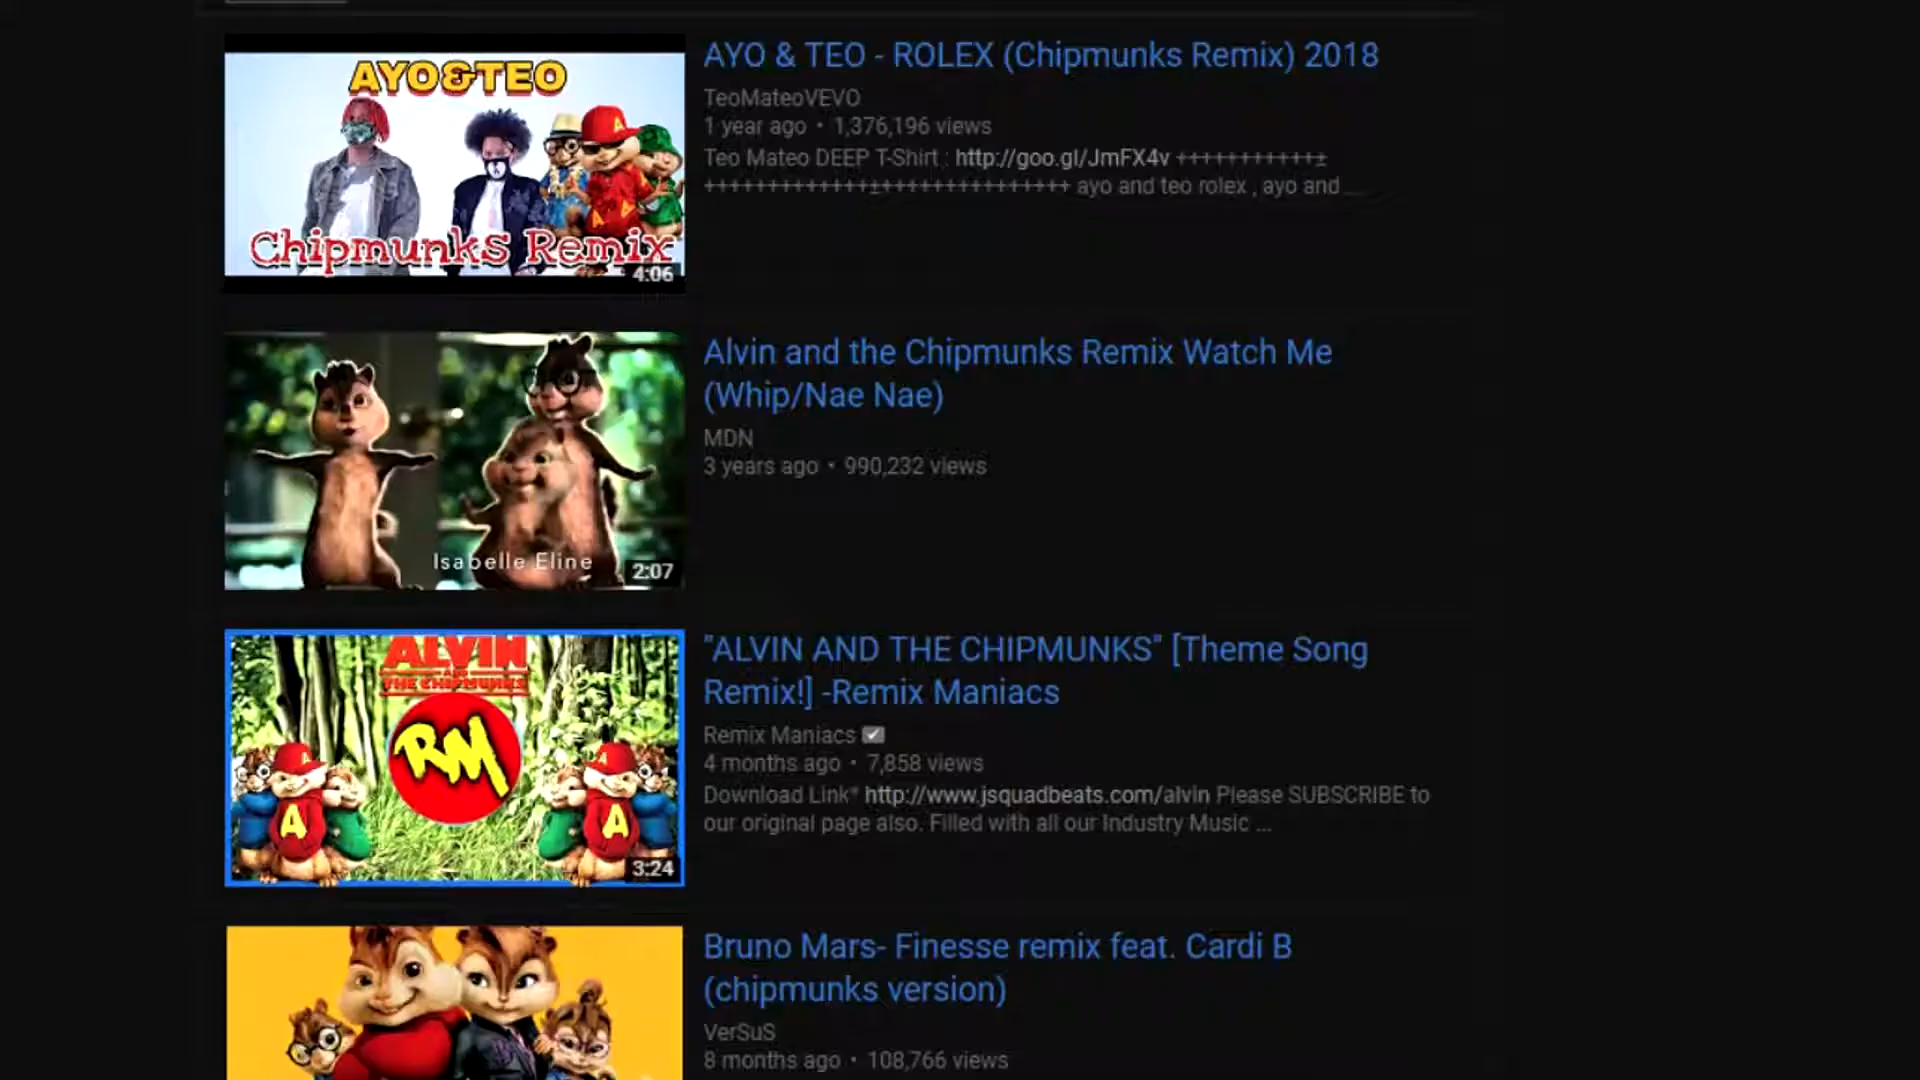 AYO&TEO
Chipmunks Remix
4:06
AYO & TEO - ROLEX (Chipmunks Remix) 2018
TeoMateoVEVO
1 year ago • 1,376,196 views
Teo Mateo DEEP T-Shirt : http://goo.gl/JmFX4v +++++++++++±
+++++++++++++±+++++++++++++++ ayo and teo rolex , ayo and ...
Isabelle Eline
2:07
Alvin and the Chipmunks Remix Watch Me
(Whip/Nae Nae)
MDN
3 years ago • 990,232 views
ALVIN
AND
THE CHIPMUNKS
RM
A
A
3:24
"ALVIN AND THE CHIPMUNKS" [Theme Song
Remix!] -Remix Maniacs
Remix Maniacs
4 months ago • 7,858 views
Download Link* http://www.jsquadbeats.com/alvin Please SUBSCRIBE to
our original page also. Filled with all our Industry Music ...
Bruno Mars- Finesse remix feat. Cardi B
(chipmunks version)
VerSuS
8 months ago • 108,766 views